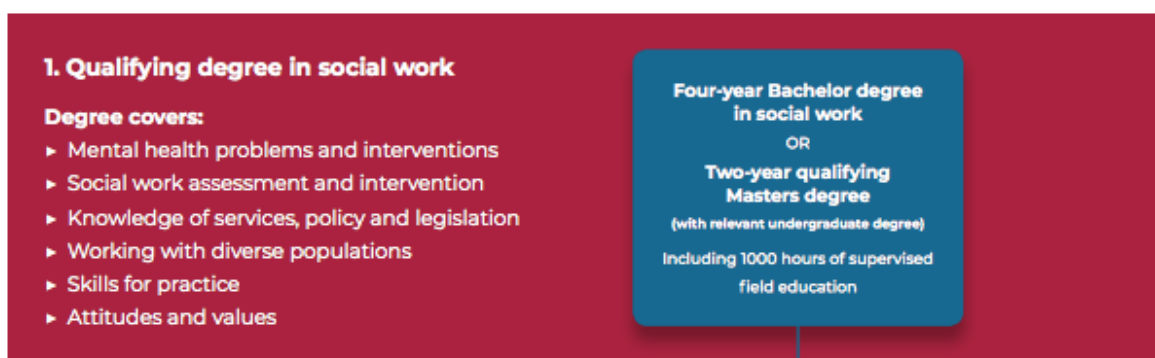 1. Qualifying degree in social work
Degree covers:
▸ Mental health problems and interventions
▸ Social work assessment and intervention
▸ Knowledge of services, policy and legislation
▸ Working with diverse populations
▸ Skills for practice
▸ Attitudes and values
Four-year Bachelor degree
in social work
OR
Two-year qualifying
Masters degree
(with relevant undergraduate degree)
Including 1000 hours of supervised
field education